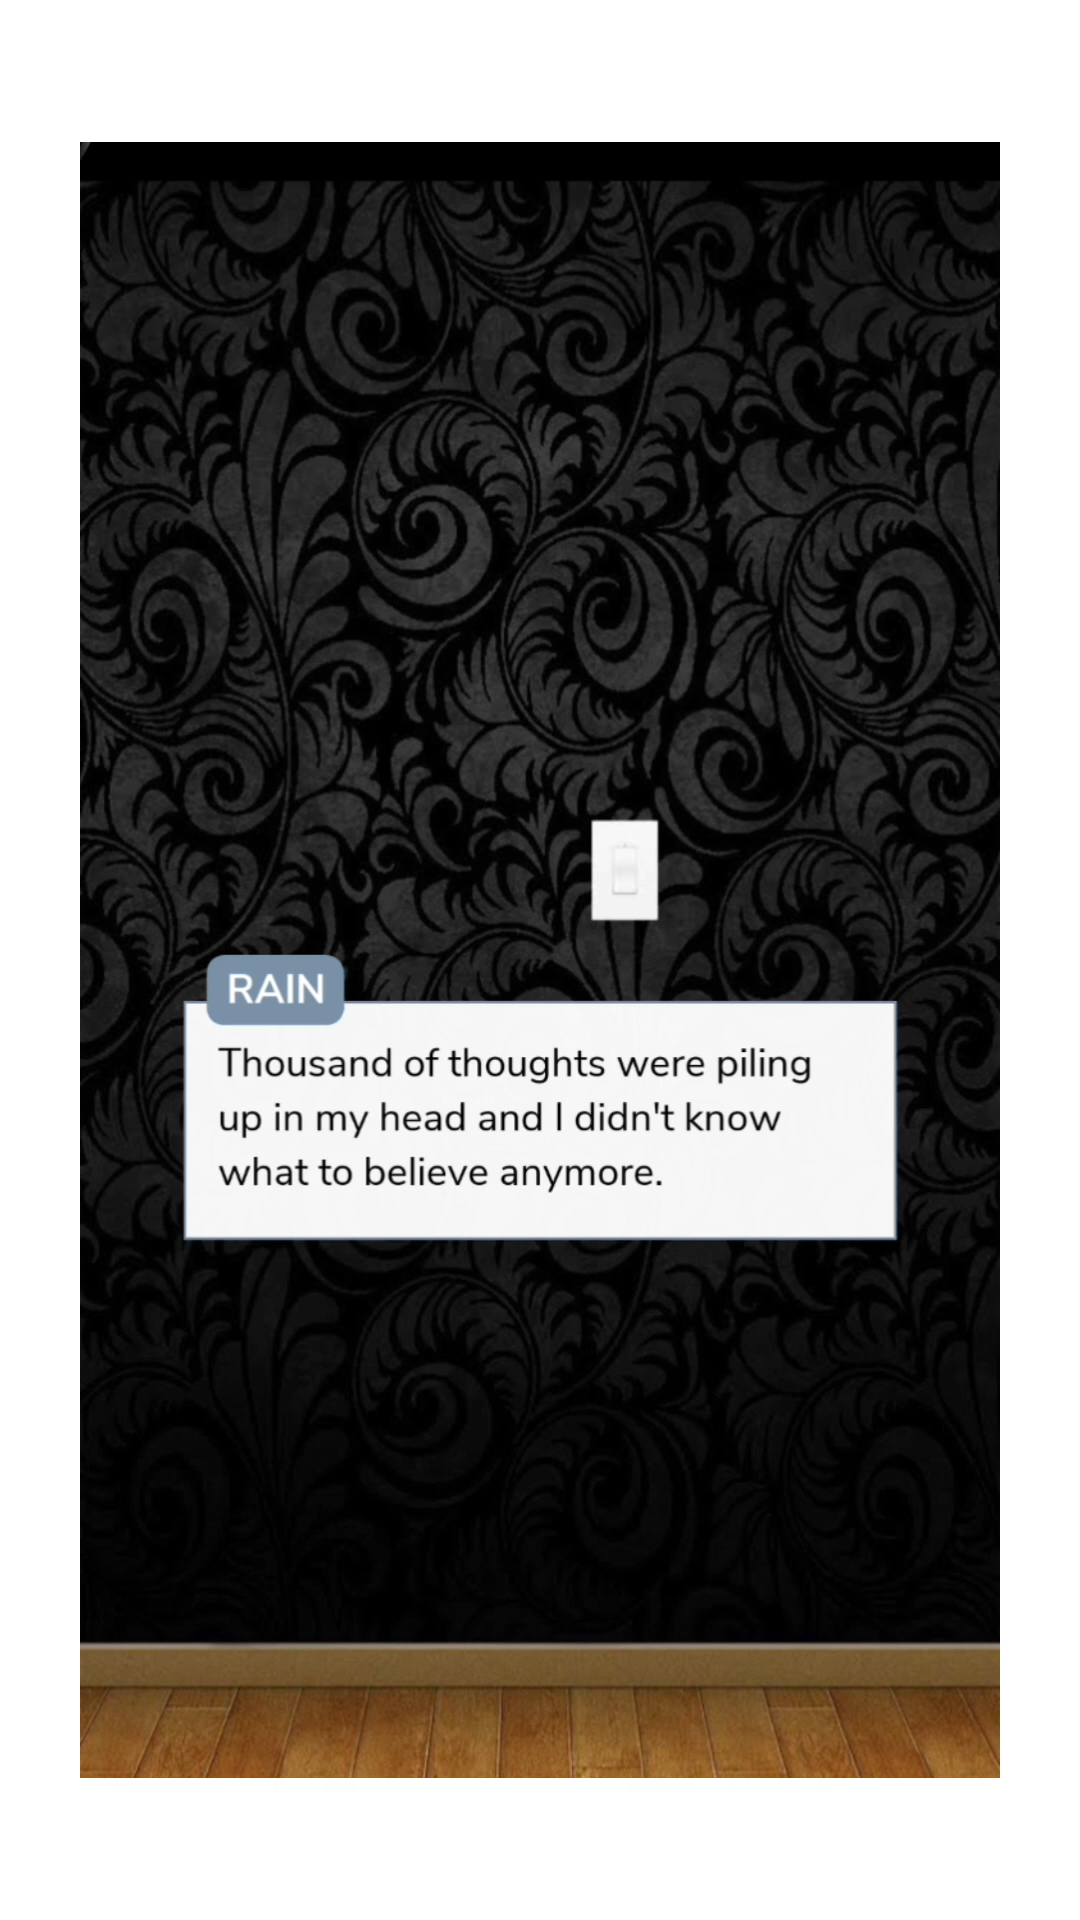 RAIN
Thousand of thoughts were piling
up in my head and I didn't know
what to believe anymore.